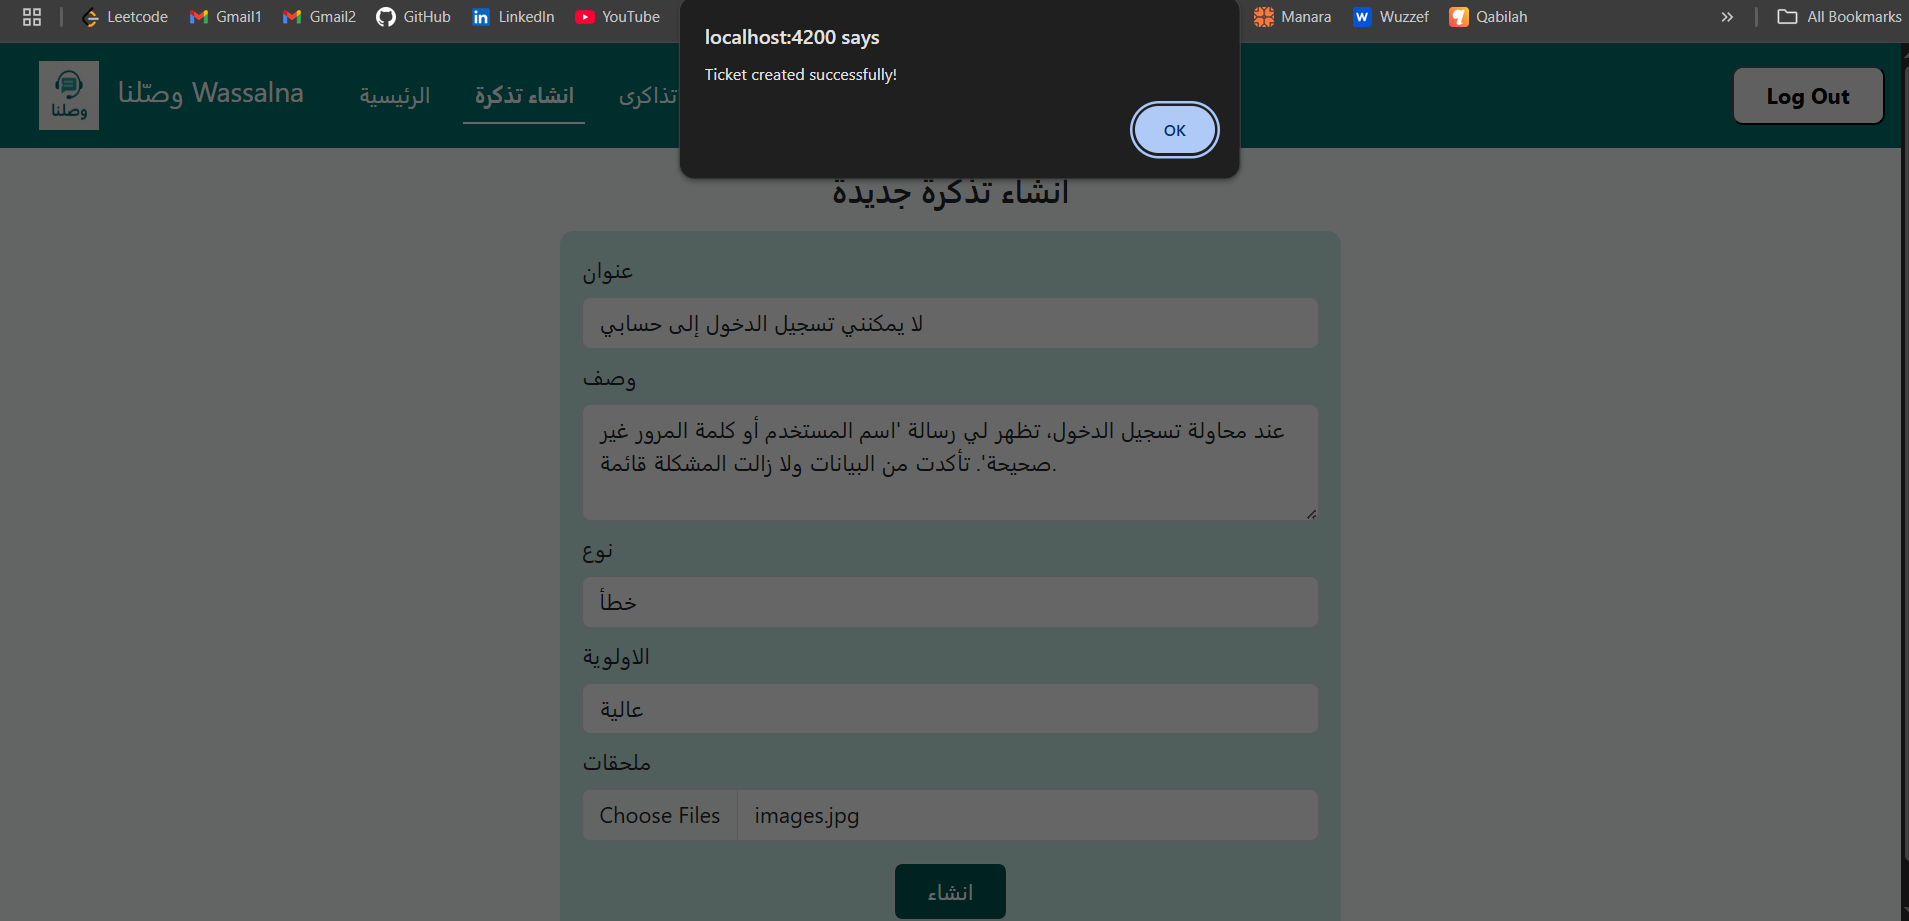 Leetcode Gmail1 Gmail2 GitHub LinkedIn YouTube Manara Wuzzef Qabilah All Bookmarks
localhost:4200 says
Ticket created successfully!
OK
وصلنا
وصّلنا Wassalna
الرئيسية
انشاء تذكرة
تذاكرى
Log Out
انشاء تذكرة جديدة
عنوان
لا يمكنني تسجيل الدخول إلى حسابي
وصف
عند محاولة تسجيل الدخول، تظهر لي رسالة 'اسم المستخدم أو كلمة المرور غير
صحيحة'. تأكدت من البيانات ولا زالت المشكلة قائمة.
نوع
خطأ
الاولوية
عالية
ملحقات
Choose Files images.jpg
انشاء